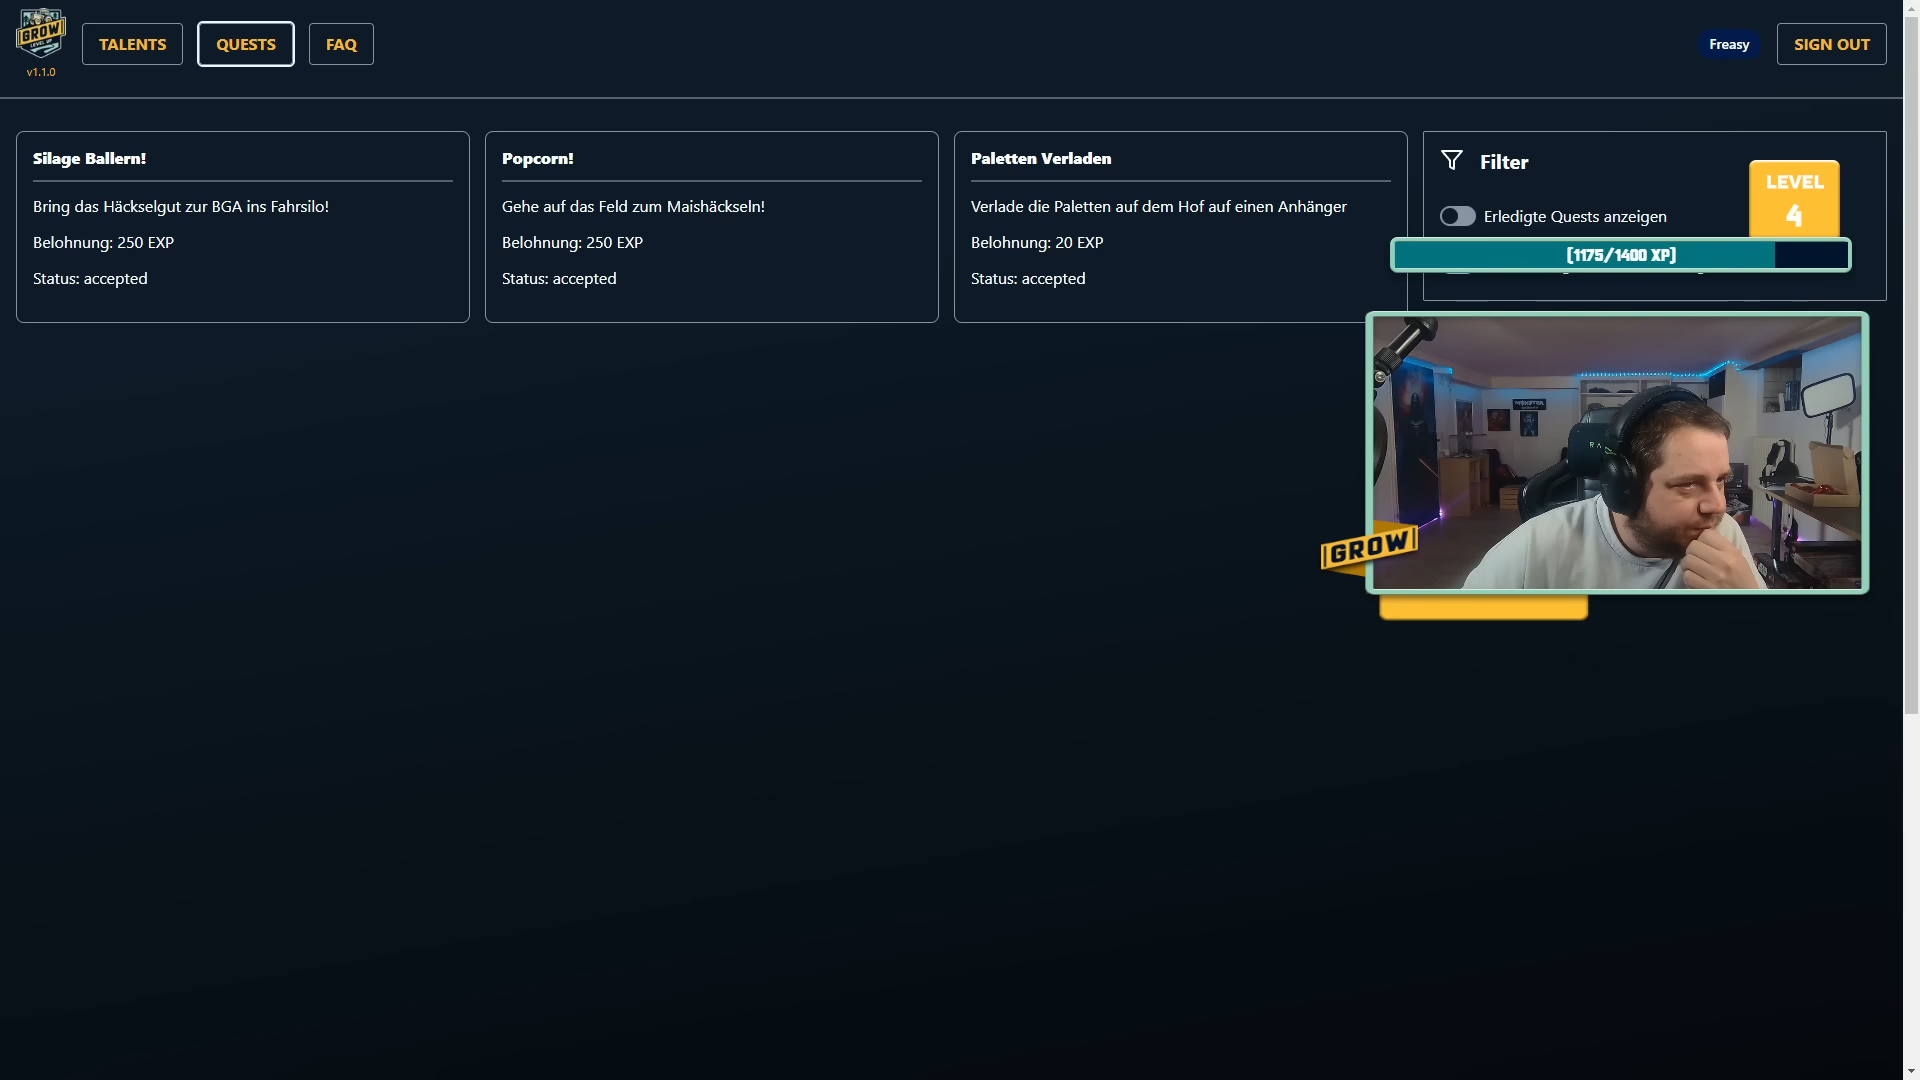 GROW
LEVEL UP
v1.1.0
TALENTS
QUESTS
FAQ
Freasy
SIGN OUT
Silage Ballern!
Bring das Häckselgut zur BGA ins Fahrsilo!
Belohnung: 250 EXP
Status: accepted
Popcorn!
Gehe auf das Feld zum Maishäckseln!
Belohnung: 250 EXP
Status: accepted
Paletten Verladen
Verlade die Paletten auf dem Hof auf einen Anhänger
Belohnung: 20 EXP
Status: accepted
Filter
Erledigte Quests anzeigen
LEVEL
4
[1175/1400 XP]
MONSTER
GROW